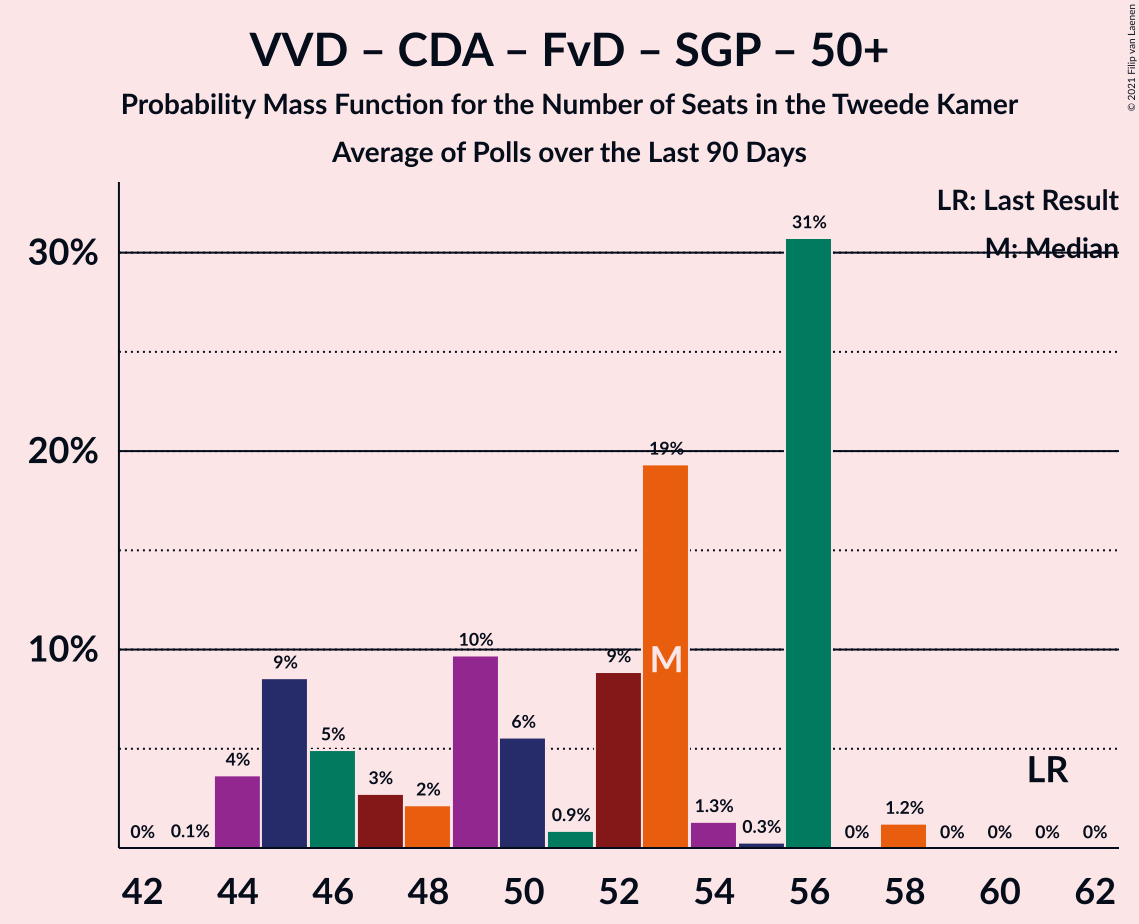 VVD – CDA – FvD – SGP – 50+
Probability Mass Function for the Number of Seats in the Tweede Kamer
Average of Polls over the Last 90 Days
© 2021 Filip van Laenen
LR: Last Result
M: Median
30%
20%
10%
0%
0.1%
4%
9%
5%
3%
2%
10%
6%
0.9%
9%
19%
1.3%
0.3%
31%
0%
1.2%
0%
0%
0%
0%
M
LR
42 44 46 48 50 52 54 56 58 60 62